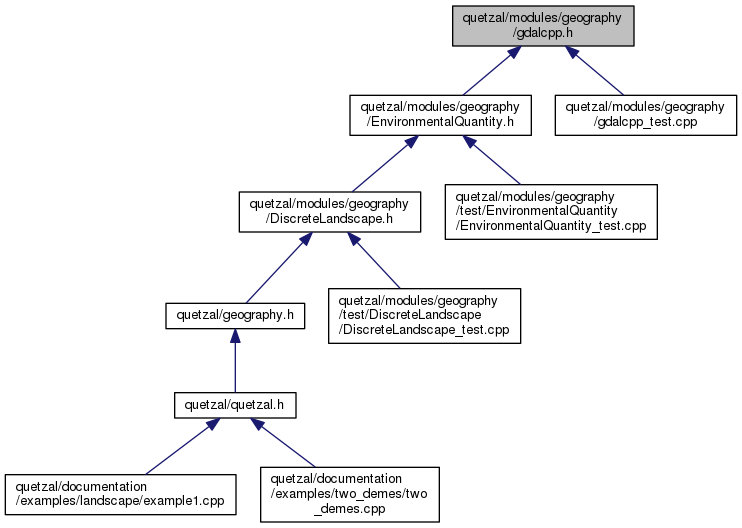 quetzal/modules/geography
/gdalcpp.h
quetzal/modules/geography
/EnvironmentalQuantity.h
quetzal/modules/geography
/gdalcpp_test.cpp
quetzal/modules/geography
/DiscreteLandscape.h
quetzal/modules/geography
/test/EnvironmentalQuantity
/EnvironmentalQuantity_test.cpp
quetzal/geography.h
quetzal/modules/geography
/test/DiscreteLandscape
/DiscreteLandscape_test.cpp
quetzal/quetzal.h
quetzal/documentation
/examples/landscape/example1.cpp
quetzal/documentation
/examples/two_demes/two
_demes.cpp